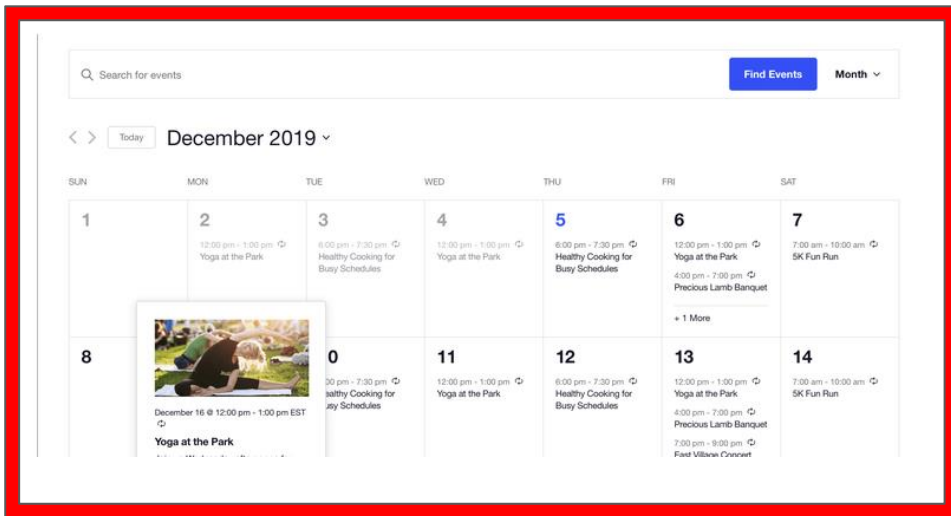 Search for events
Find Events
Month
Today
December 2019
SUN MON TUE WED THU FRI SAT
1
2
12:00 pm - 1:00 pm
Yoga at the Park
3
6:00 pm - 7:30 pm
Healthy Cooking for
Busy Schedules
4
12:00 pm - 1:00 pm
Yoga at the Park
5
6:00 pm - 7:30 pm
Healthy Cooking for
Busy Schedules
6
12:00 pm - 1:00 pm
Yoga at the Park
4:00 pm - 7:00 pm
Precious Lamb Banquet
+ 1 More
7
7:00 am - 10:00 am
5K Fun Run
8
December 16 @ 12:00 pm - 1:00 pm EST
Yoga at the Park
0
:00 pm - 7:30 pm
ealthy Cooking for
usy Schedules
11
12:00 pm - 1:00 pm
Yoga at the Park
12
6:00 pm - 7:30 pm
Healthy Cooking for
Busy Schedules
13
12:00 pm - 1:00 pm
Yoga at the Park
4:00 pm - 7:00 pm
Precious Lamb Banquet
7:00 pm - 9:00 pm
East Village Concert
14
7:00 am - 10:00 am
5K Fun Run